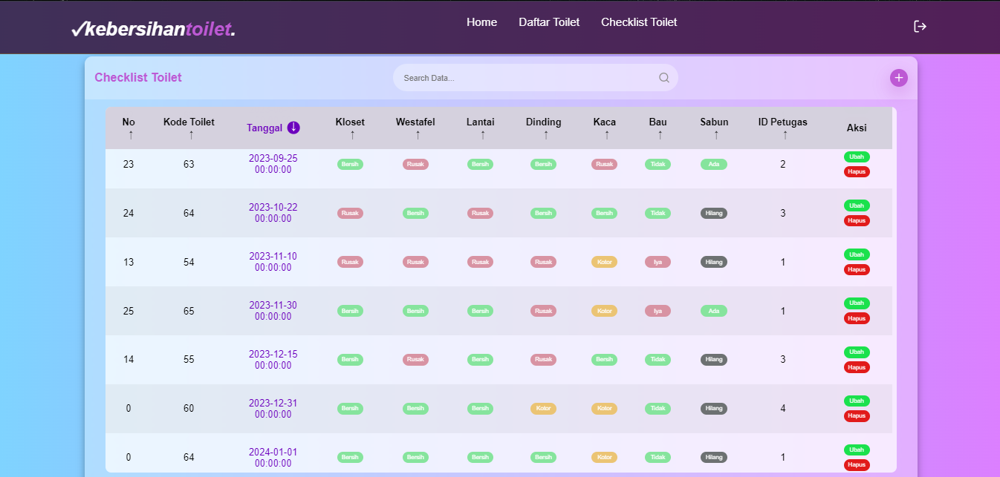 ✓kebersihantoilet.
Home Daftar Toilet Checklist Toilet
Checklist Toilet
Search Data...
No Kode Toilet Tanggal ↓ Kloset Westafel Lantai Dinding Kaca Bau Sabun ID Petugas Aksi
↑ ↑ ↑ ↑ ↑ ↑ ↑ ↑ ↑ ↑
23 63 2023-09-25 00:00:00 Bersih Rusak Bersih Bersih Rusak Tidak Ada 2 Ubah Hapus
24 64 2023-10-22 00:00:00 Rusak Bersih Rusak Bersih Bersih Tidak Hilang 3 Ubah Hapus
13 54 2023-11-10 00:00:00 Rusak Rusak Rusak Rusak Kotor Iya Hilang 1 Ubah Hapus
25 65 2023-11-30 00:00:00 Bersih Bersih Bersih Rusak Kotor Iya Ada 1 Ubah Hapus
14 55 2023-12-15 00:00:00 Bersih Rusak Bersih Rusak Bersih Tidak Hilang 3 Ubah Hapus
0 60 2023-12-31 00:00:00 Bersih Bersih Bersih Kotor Kotor Tidak Hilang 4 Ubah Hapus
0 64 2024-01-01 00:00:00 Bersih Bersih Bersih Bersih Kotor Tidak Hilang 1 Ubah Hapus